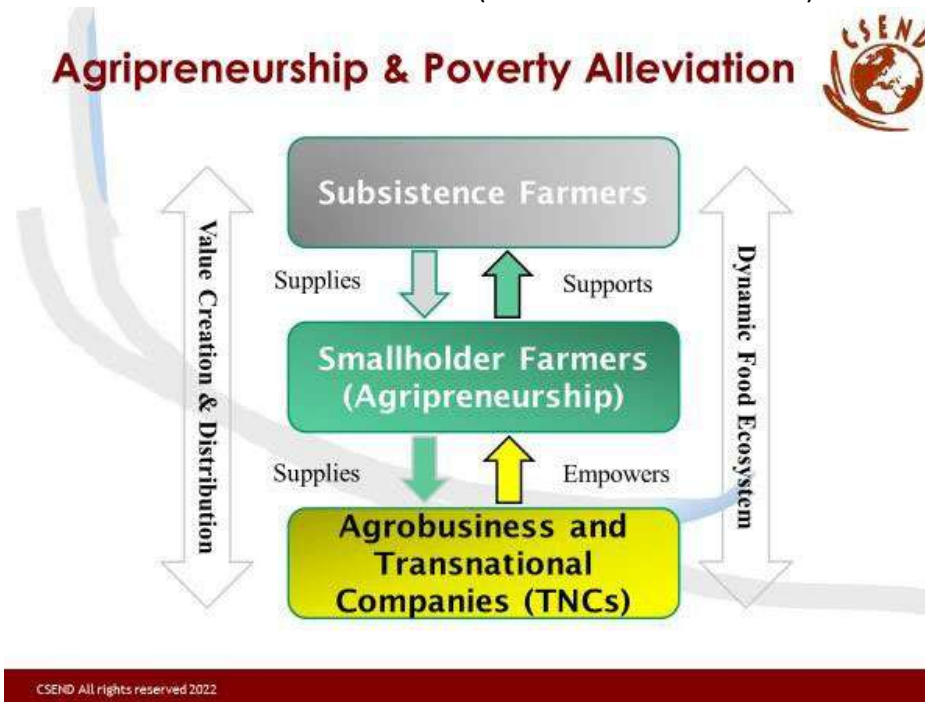 CSEND
Agripreneurship & Poverty Alleviation
Subsistence Farmers
Supplies
Supports
Value Creation & Distribution
Dynamic Food Ecosystem
Smallholder Farmers
(Agripreneurship)
Supplies
Empowers
Agrobusiness and
Transnational
Companies (TNCs)
CSEND All rights reserved 2022